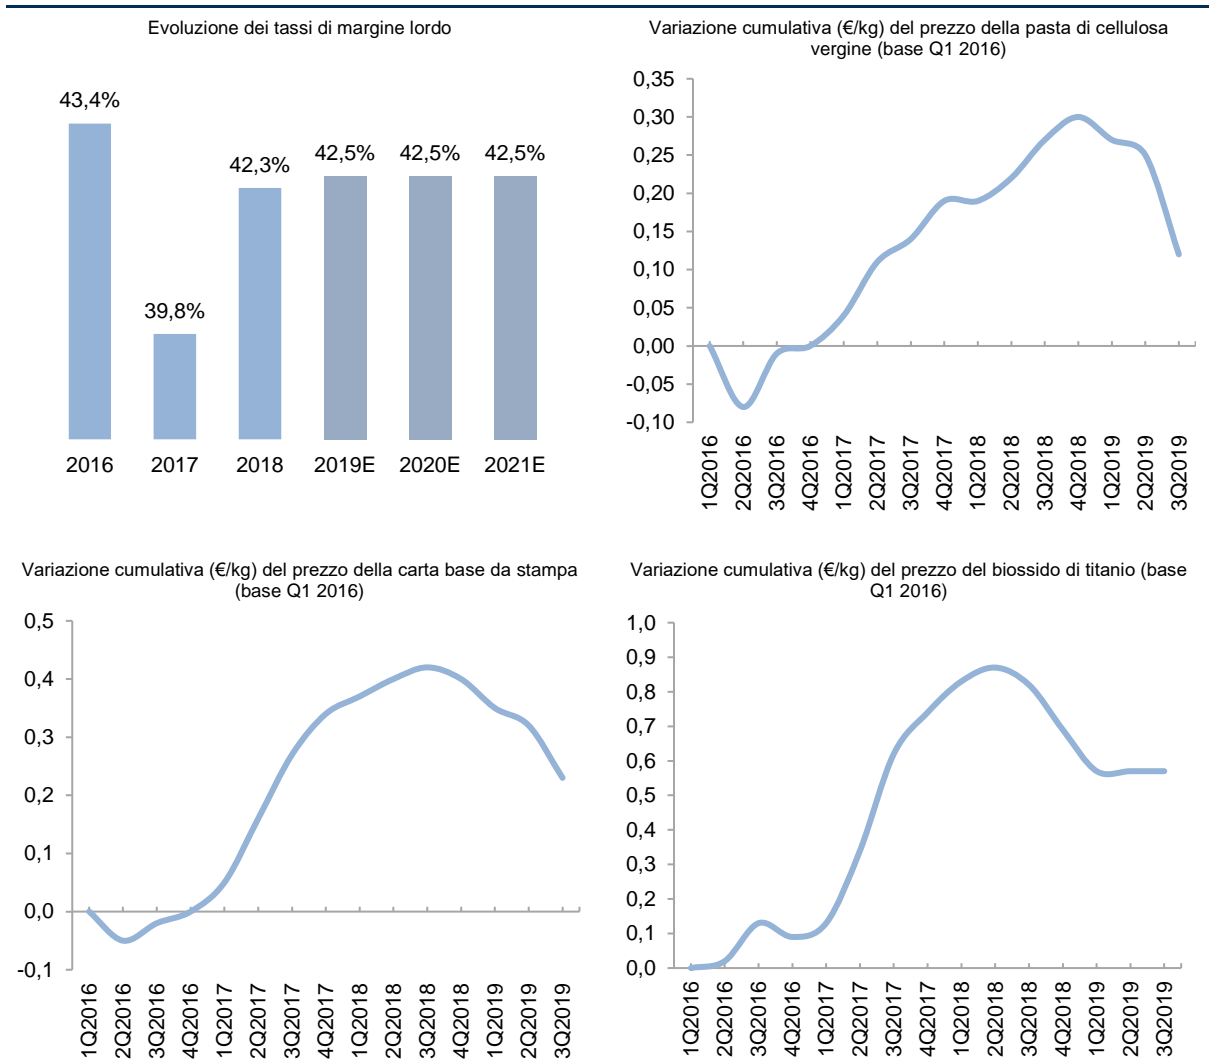 Evoluzione dei tassi di margine lordo
43,4%
39,8%
42,3%
42,5%
42,5%
42,5%
2016
2017
2018
2019E
2020E
2021E
Variazione cumulativa (€/kg) del prezzo della pasta di cellulosa
vergine (base Q1 2016)
0,35
0,30
0,25
0,20
0,15
0,10
0,05
0,00
-0,05
-0,10
1Q2016
2Q2016
3Q2016
4Q2016
1Q2017
2Q2017
3Q2017
4Q2017
1Q2018
2Q2018
3Q2018
4Q2018
1Q2019
2Q2019
3Q2019
Variazione cumulativa (€/kg) del prezzo della carta base da stampa
(base Q1 2016)
0,5
0,4
0,3
0,2
0,1
0,0
-0,1
1Q2016
2Q2016
3Q2016
4Q2016
1Q2017
2Q2017
3Q2017
4Q2017
1Q2018
2Q2018
3Q2018
4Q2018
1Q2019
2Q2019
3Q2019
Variazione cumulativa (€/kg) del prezzo del biossido di titanio (base
Q1 2016)
1,0
0,9
0,8
0,7
0,6
0,5
0,4
0,3
0,2
0,1
0,0
1Q2016
2Q2016
3Q2016
4Q2016
1Q2017
2Q2017
3Q2017
4Q2017
1Q2018
2Q2018
3Q2018
4Q2018
1Q2019
2Q2019
3Q2019